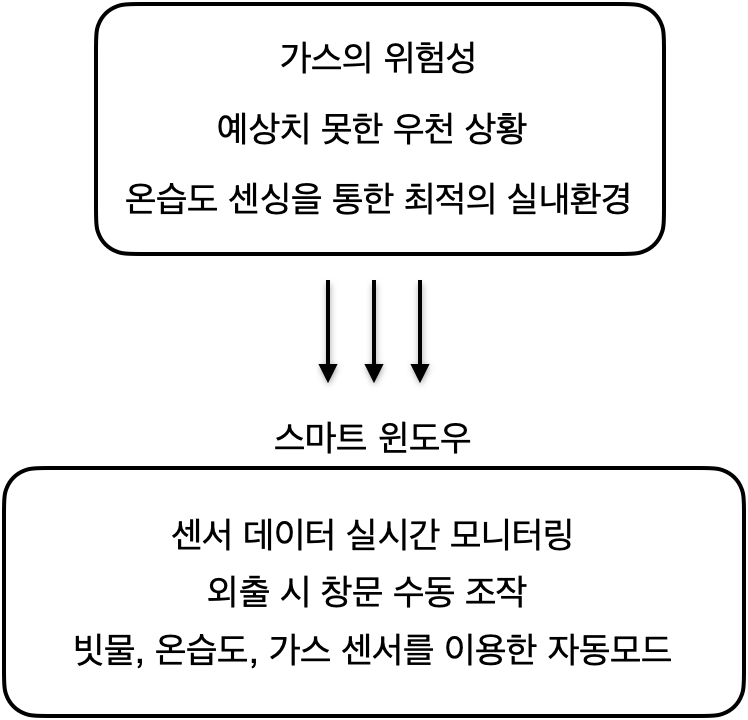 가스의 위험성
예상치 못한 우천 상황
온습도 센싱을 통한 최적의 실내환경
스마트 윈도우
센서 데이터 실시간 모니터링
외출 시 창문 수동 조작
빗물, 온습도, 가스 센서를 이용한 자동모드